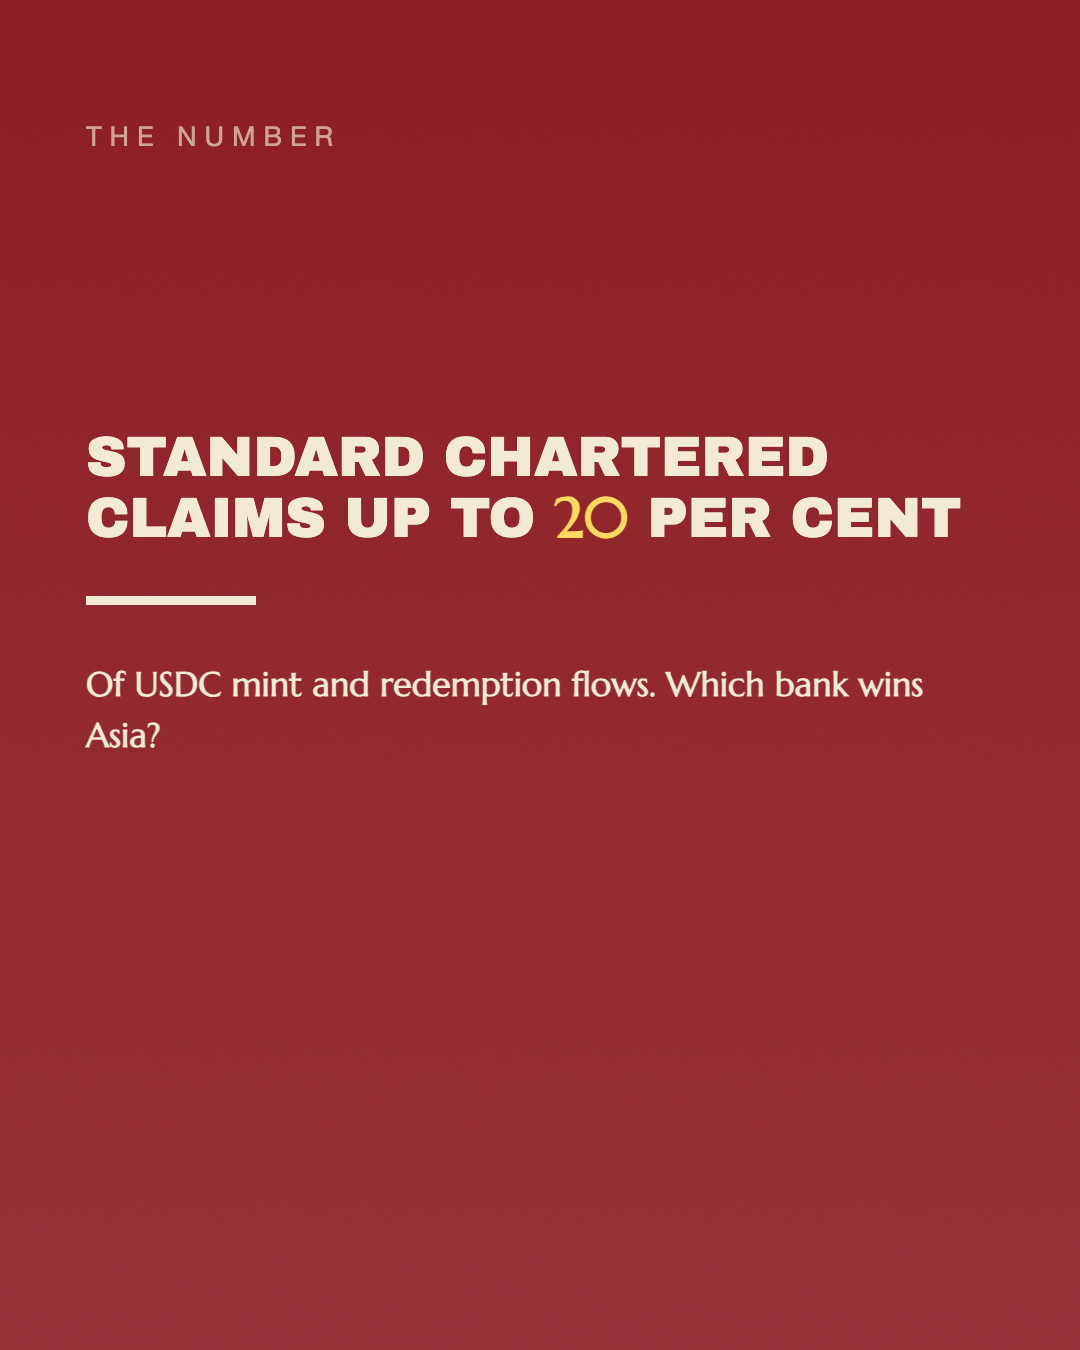 THE NUMBER
STANDARD CHARTERED
CLAIMS UP TO 20 PER CENT
Of USDC mint and redemption flows. Which bank wins
Asia?